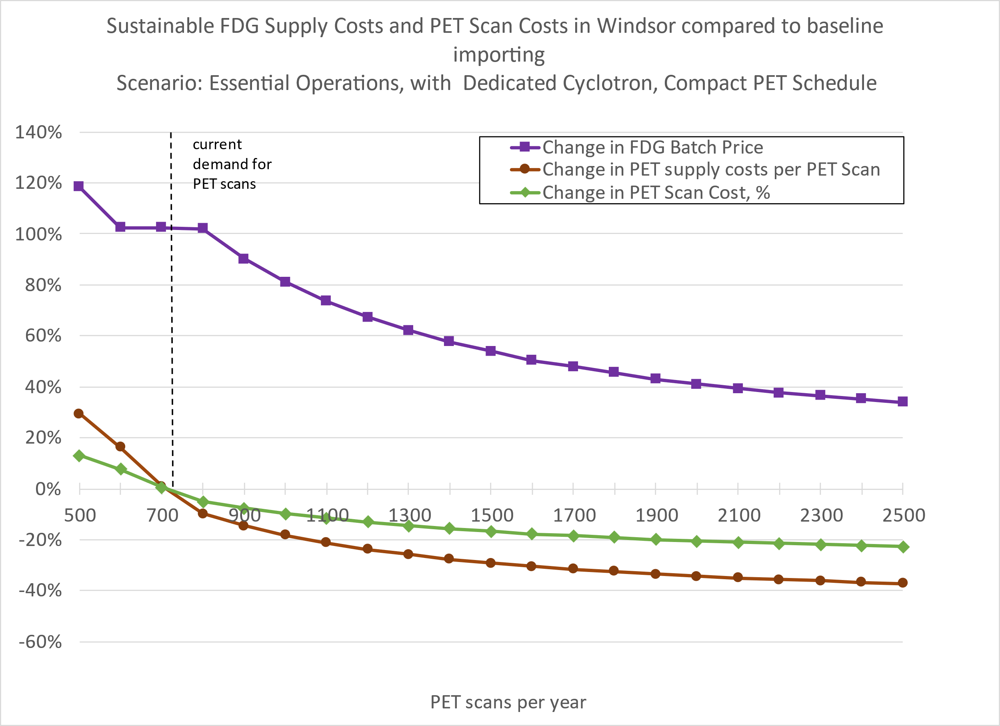 Sustainable FDG Supply Costs and PET Scan Costs in Windsor compared to baseline
importing
Scenario: Essential Operations, with  Dedicated Cyclotron, Compact PET Schedule
140%
120%
100%
80%
60%
40%
20%
0%
-20%
-40%
-60%
current
demand for
PET scans
Change in FDG Batch Price
Change in PET supply costs per PET Scan
Change in PET Scan Cost, %
500 700 900 1100 1300 1500 1700 1900 2100 2300 2500
PET scans per year